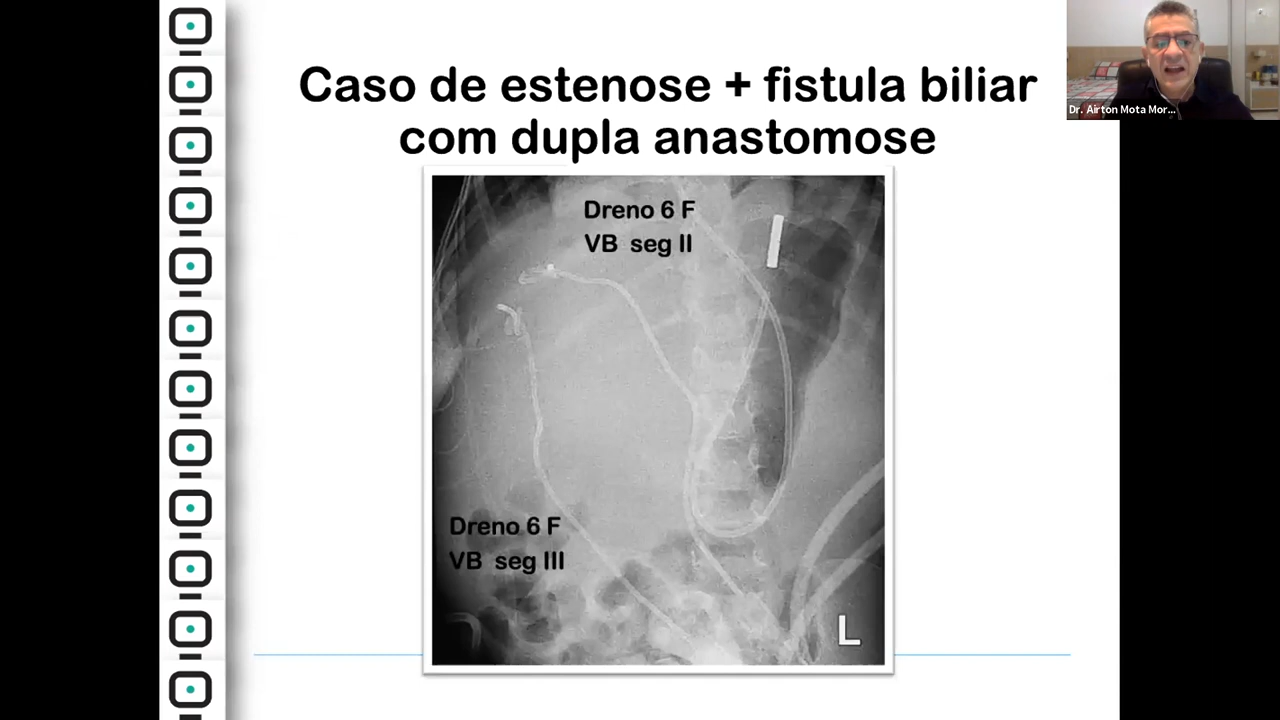 Caso de estenose + fistula biliar
com dupla anastomose
Dr. Airton Mota Mor...
Dreno 6 F
VB seg II
Dreno 6 F
VB seg III
L